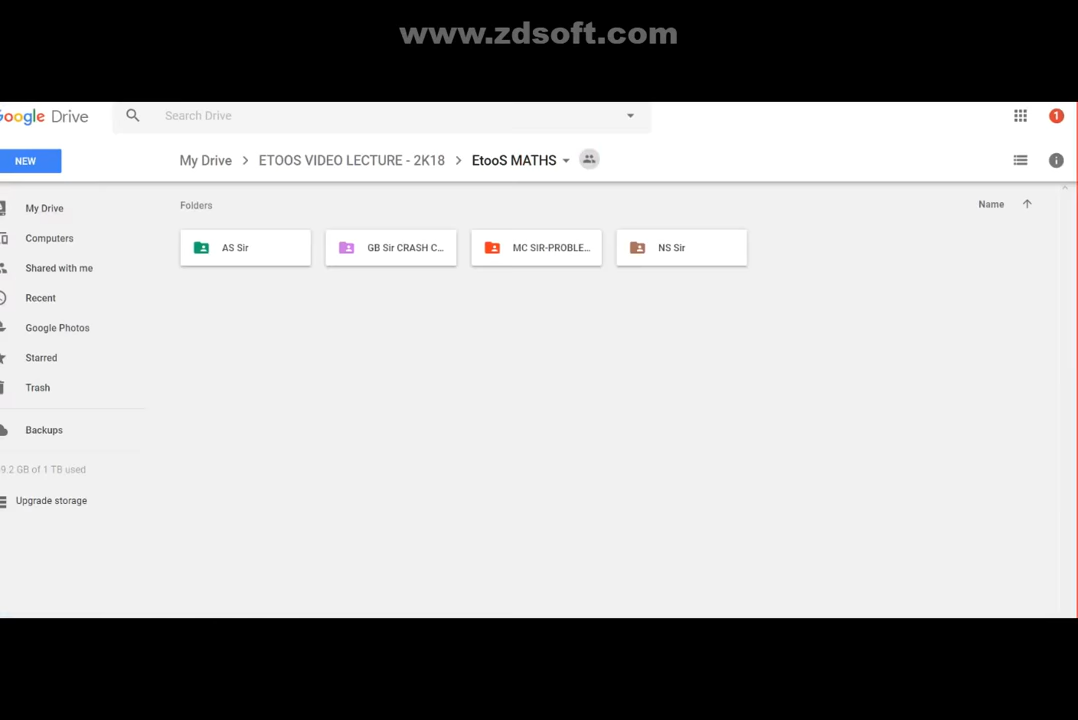 www.zdsoft.com
Google Drive
Search Drive
1
NEW
My Drive > ETOOS VIDEO LECTURE - 2K18 > EtooS MATHS
My Drive
Computers
Shared with me
Recent
Google Photos
Starred
Trash
Backups
9.2 GB of 1 TB used
Upgrade storage
Folders
Name
AS Sir
GB Sir CRASH C...
MC SIR-PROBLE...
NS Sir